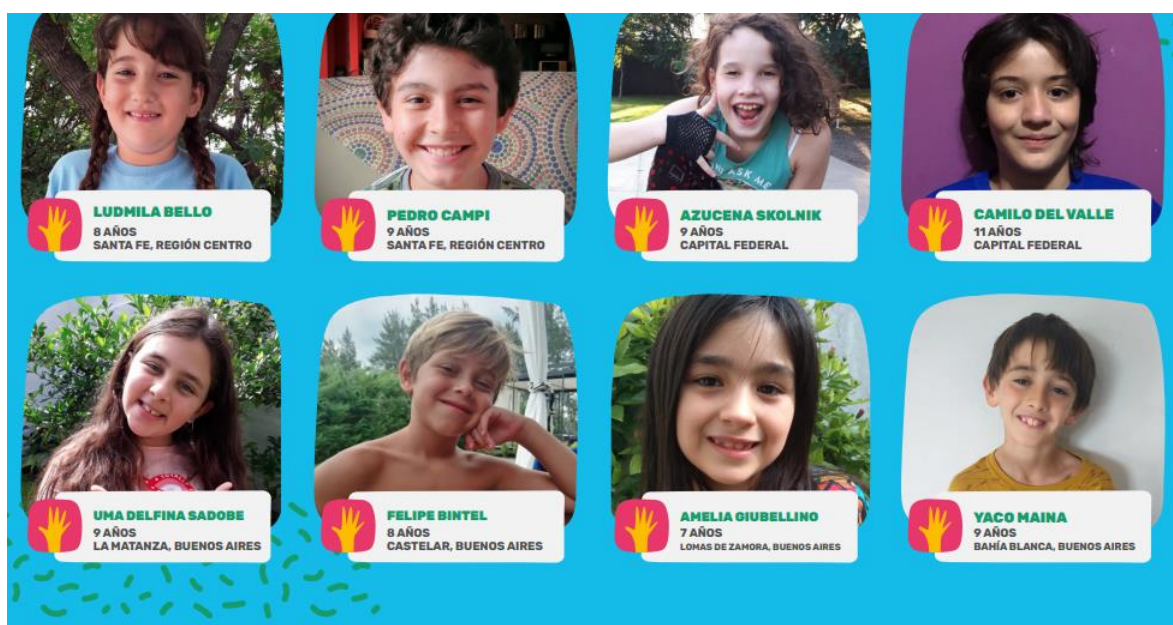 LUDMILA BELLO
8 AÑOS
SANTA FE, REGIÓN CENTRO
PEDRO CAMPI
9 AÑOS
SANTA FE, REGIÓN CENTRO
ASK ME
AZUCENA SKOLNIK
9 AÑOS
CAPITAL FEDERAL
CAMILO DEL VALLE
11 AÑOS
CAPITAL FEDERAL
UMA DELFINA SADOBE
9 AÑOS
LA MATANZA, BUENOS AIRES
FELIPE BINTEL
8 AÑOS
CASTELAR, BUENOS AIRES
AMELIA GIUBELLINO
7 AÑOS
LOMAS DE ZAMORA, BUENOS AIRES
YACO MAINA
9 AÑOS
BAHÍA BLANCA, BUENOS AIRES